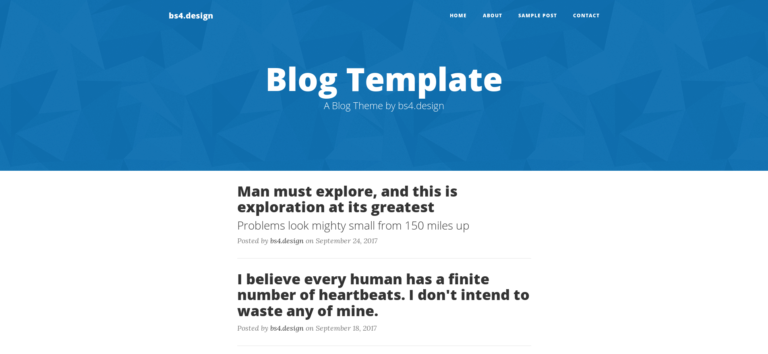 bs4.design
HOME ABOUT SAMPLE POST CONTACT
Blog Template
A Blog Theme by bs4.design
Man must explore, and this is
exploration at its greatest
Problems look mighty small from 150 miles up
Posted by bs4.design on September 24, 2017
I believe every human has a finite
number of heartbeats. I don't intend to
waste any of mine.
Posted by bs4.design on September 18, 2017